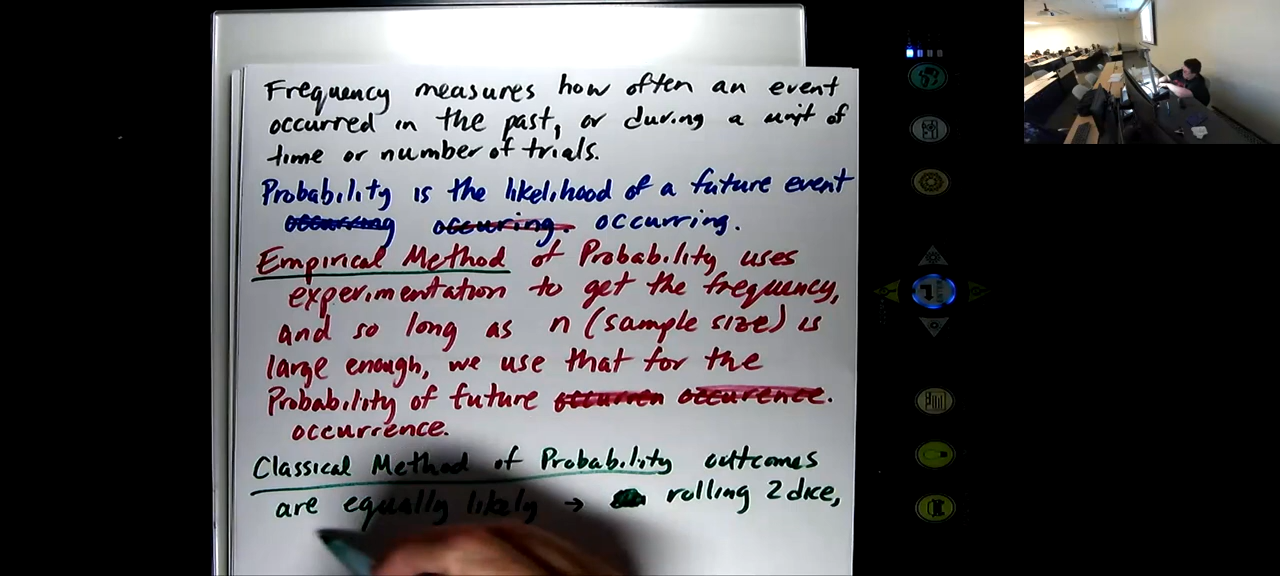 Frequency measures how often an event
occurred in the past, or during a unit of
time or number of trials.
Probability is the likelihood of a future event
occurring occuring. occurring.
Empirical Method of Probability uses
experimentation to get the frequency,
and so long as n (sample size) is
large enough, we use that for the
Probability of future occurren occurence.
occurrence.
Classical Method of Probability outcomes
are equally likely → rolling 2 dice,